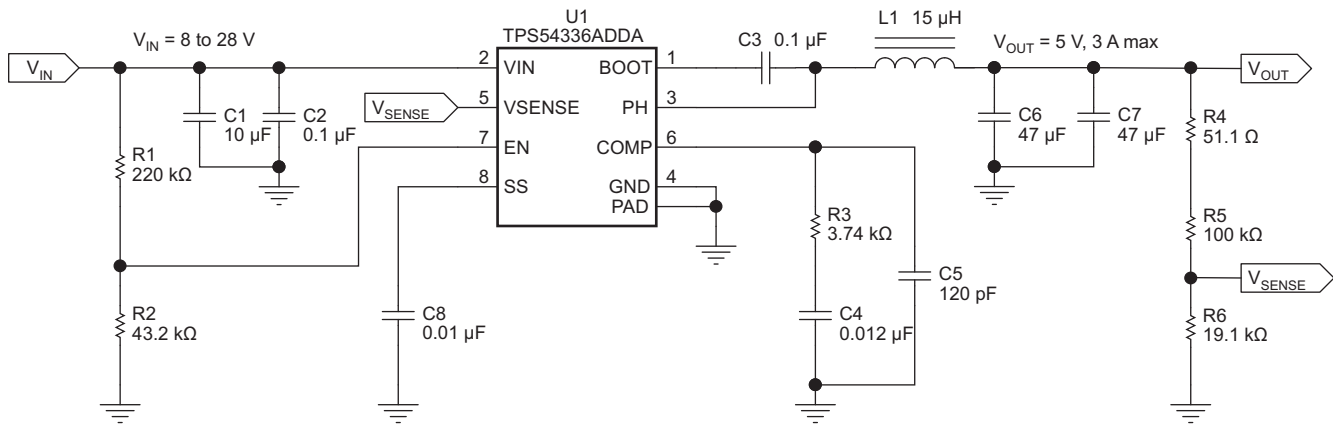 U1
TPS54336ADDA
V_IN = 8 to 28 V
V_IN
2
VIN
BOOT
1
C3
0.1 µF
L1 15 µH
V_OUT = 5 V, 3 A max
V_OUT
V_SENSE
5
VSENSE
PH
3
C1
10 µF
C2
0.1 µF
C6
47 µF
C7
47 µF
R4
51.1 Ω
7
EN
COMP
6
R1
220 kΩ
8
SS
GND
4
PAD
R3
3.74 kΩ
R5
100 kΩ
C5
120 pF
V_SENSE
R2
43.2 kΩ
C8
0.01 µF
C4
0.012 µF
R6
19.1 kΩ